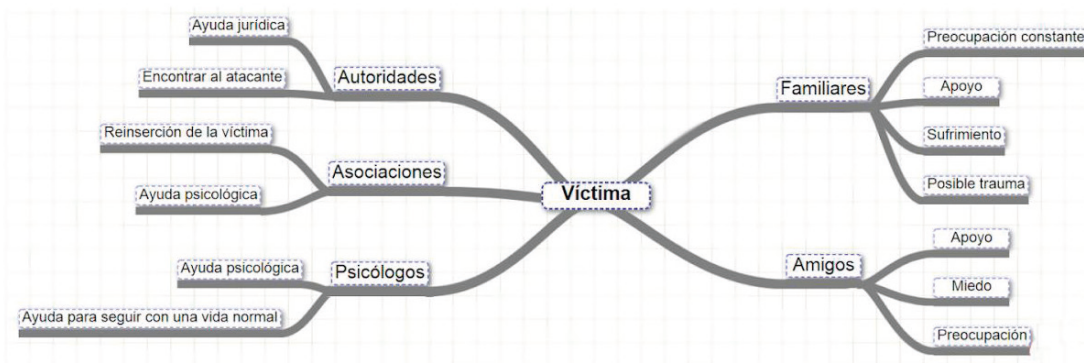 Víctima
Autoridades
Ayuda jurídica
Encontrar al atacante
Asociaciones
Reinserción de la víctima
Ayuda psicológica
Psicólogos
Ayuda psicológica
Ayuda para seguir con una vida normal
Familiares
Preocupación constante
Apoyo
Sufrimiento
Posible trauma
Amigos
Apoyo
Miedo
Preocupación